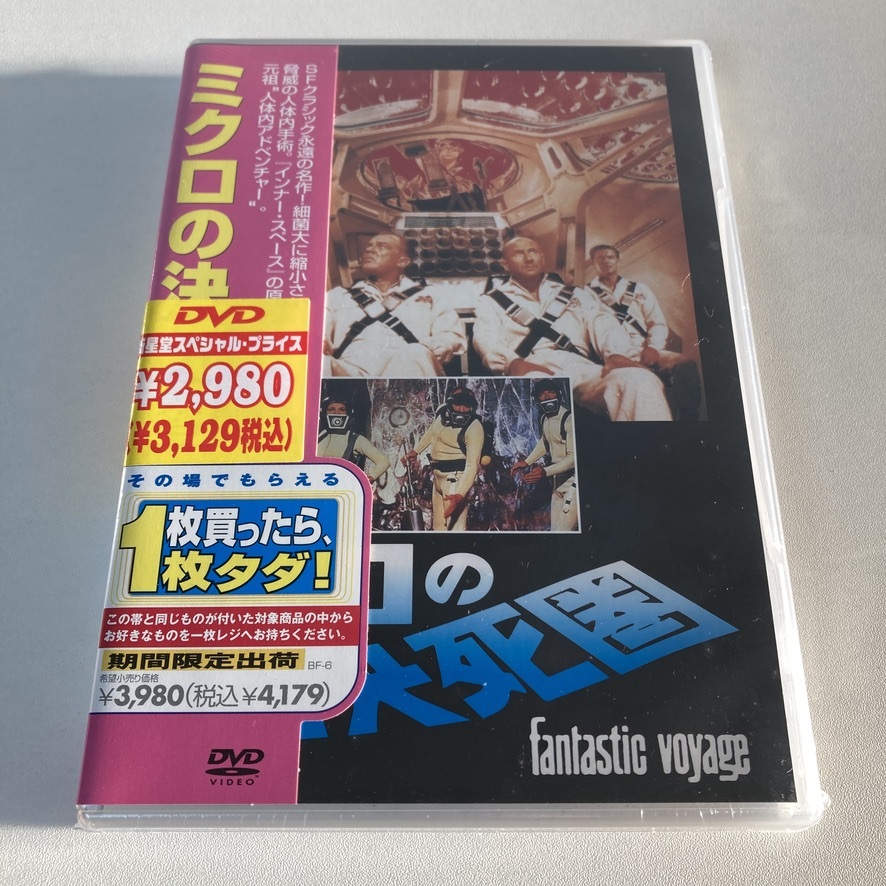 ミクロの決
SFクラシック永遠の名作!細菌大に縮小さ
脅威の人体内手術。『インナー・スペース』の原
元祖"人体内アドベンチャー"。
DVD
星堂スペシャル・プライス
¥2,980
(¥3,129税込)
その場でもらえる
1枚買ったら、
1枚タダ!
この帯と同じものが付いた対象商品の中から
お好きなものを一枚レジへお持ちください。
期間限定出荷 BF-6
希望小売り価格
¥3,980(税込¥4,179)
DVD
VIDEO™
ロの
決死圏
fantastic voyage